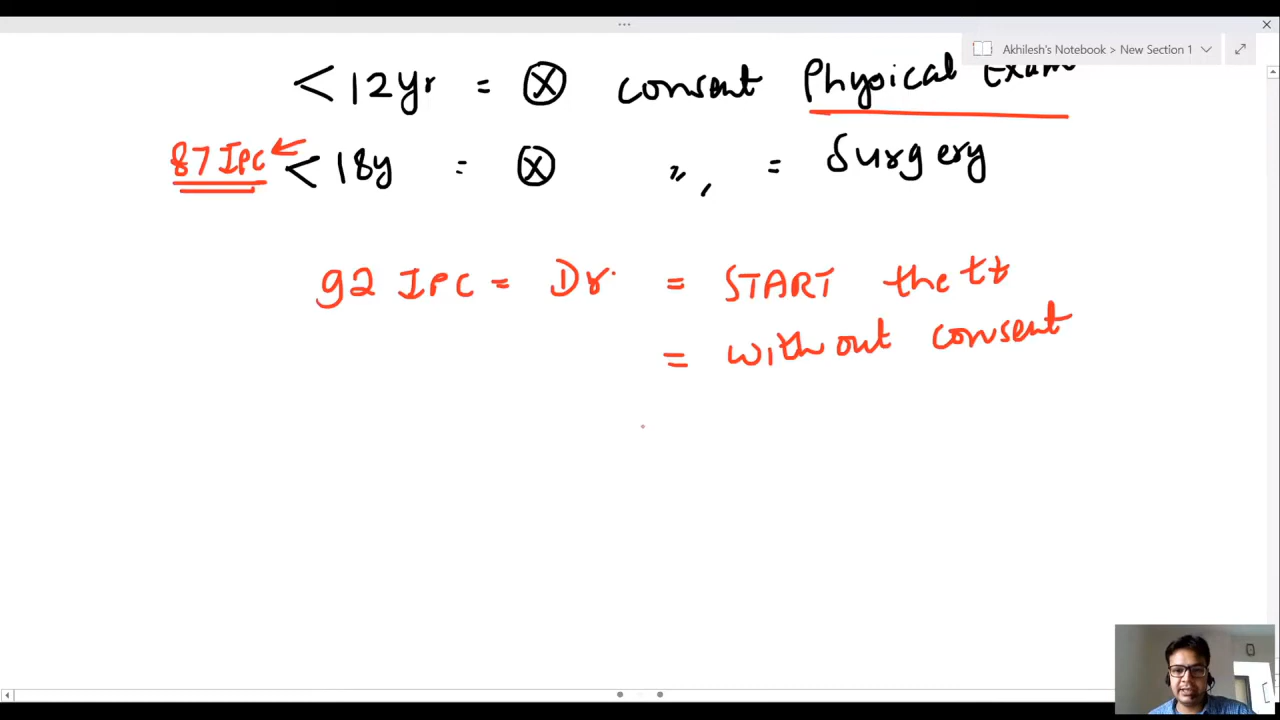 Akhilesh's Notebook > New Section 1
<12yr = ⊗ consent Physical Exam
87 IPC ← <18y = ⊗ " , = Surgery
92 IPC = Dr. = START the tt
= without consent